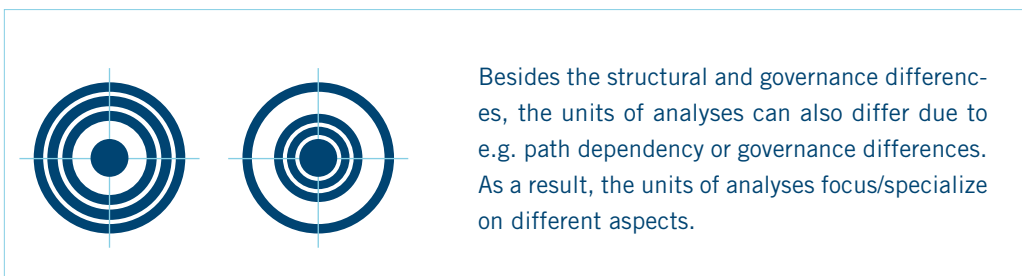 Besides the structural and governance differenc-
es, the units of analyses can also differ due to
e.g. path dependency or governance differences.
As a result, the units of analyses focus/specialize
on different aspects.